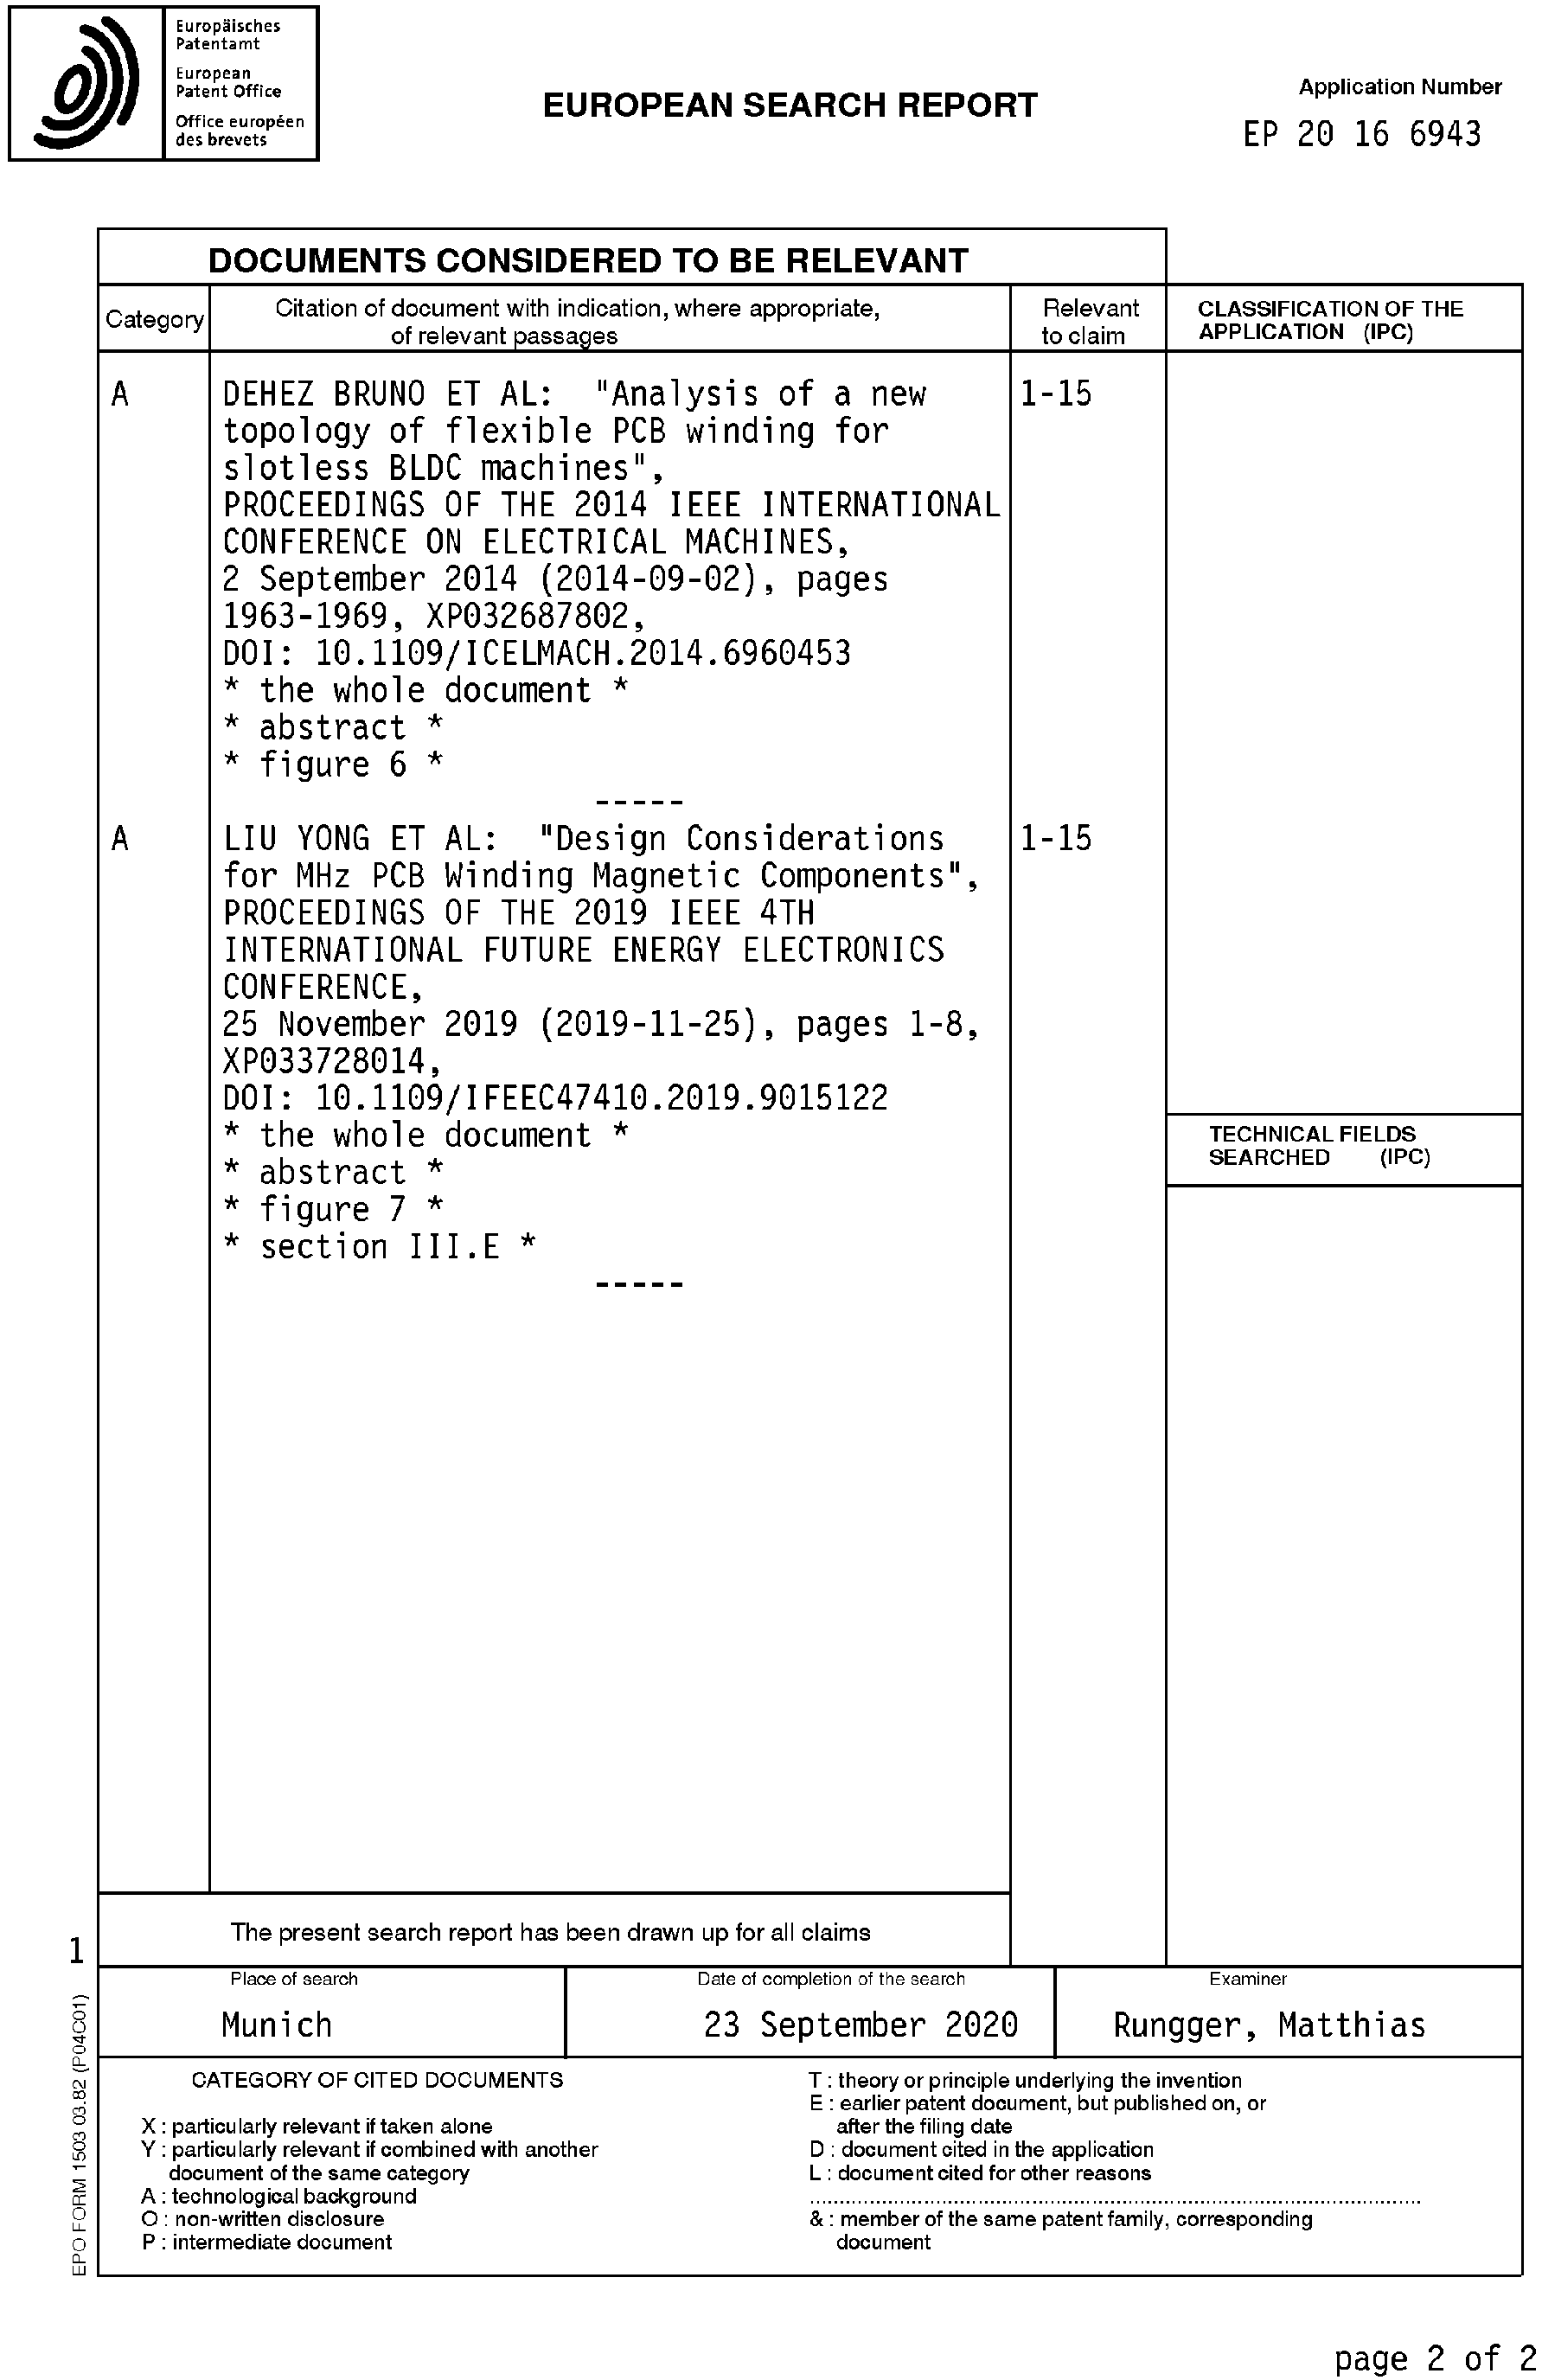 Europäisches
Patentamt
European
Patent Office
Office européen
des brevets
EUROPEAN SEARCH REPORT
Application Number
EP 20 16 6943
DOCUMENTS CONSIDERED TO BE RELEVANT
Category
Citation of document with indication, where appropriate,
of relevant passages
Relevant
to claim
CLASSIFICATION OF THE
APPLICATION (IPC)
A
DEHEZ BRUNO ET AL: "Analysis of a new
topology of flexible PCB winding for
slotless BLDC machines",
PROCEEDINGS OF THE 2014 IEEE INTERNATIONAL
CONFERENCE ON ELECTRICAL MACHINES,
2 September 2014 (2014-09-02), pages
1963-1969, XP032687802,
DOI: 10.1109/ICELMACH.2014.6960453
* the whole document *
* abstract *
* figure 6 *
-----
1-15
A
LIU YONG ET AL: "Design Considerations
for MHz PCB Winding Magnetic Components",
PROCEEDINGS OF THE 2019 IEEE 4TH
INTERNATIONAL FUTURE ENERGY ELECTRONICS
CONFERENCE,
25 November 2019 (2019-11-25), pages 1-8,
XP033728014,
DOI: 10.1109/IFEEC47410.2019.9015122
* the whole document *
* abstract *
* figure 7 *
* section III.E *
-----
1-15
TECHNICAL FIELDS
SEARCHED (IPC)
The present search report has been drawn up for all claims
1
Place of search
Munich
Date of completion of the search
23 September 2020
Examiner
Rungger, Matthias
CATEGORY OF CITED DOCUMENTS
X : particularly relevant if taken alone
Y : particularly relevant if combined with another
document of the same category
A : technological background
O : non-written disclosure
P : intermediate document
T : theory or principle underlying the invention
E : earlier patent document, but published on, or
after the filing date
D : document cited in the application
L : document cited for other reasons
& : member of the same patent family, corresponding
document
EPO FORM 1503 03.82 (P04C01)
page 2 of 2